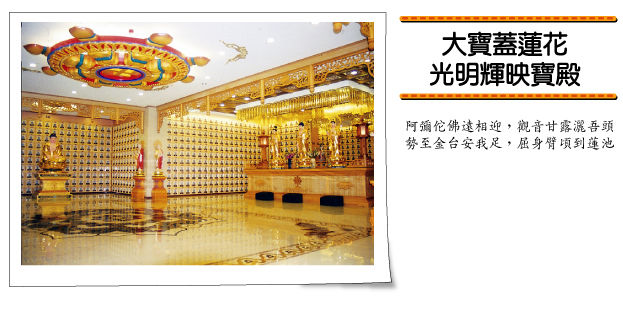 大寶蓋蓮花
光明輝映寶殿
阿彌陀佛遠相迎，觀音甘露灑吾頭
勢至金台安我足，屈身臂頃到蓮池